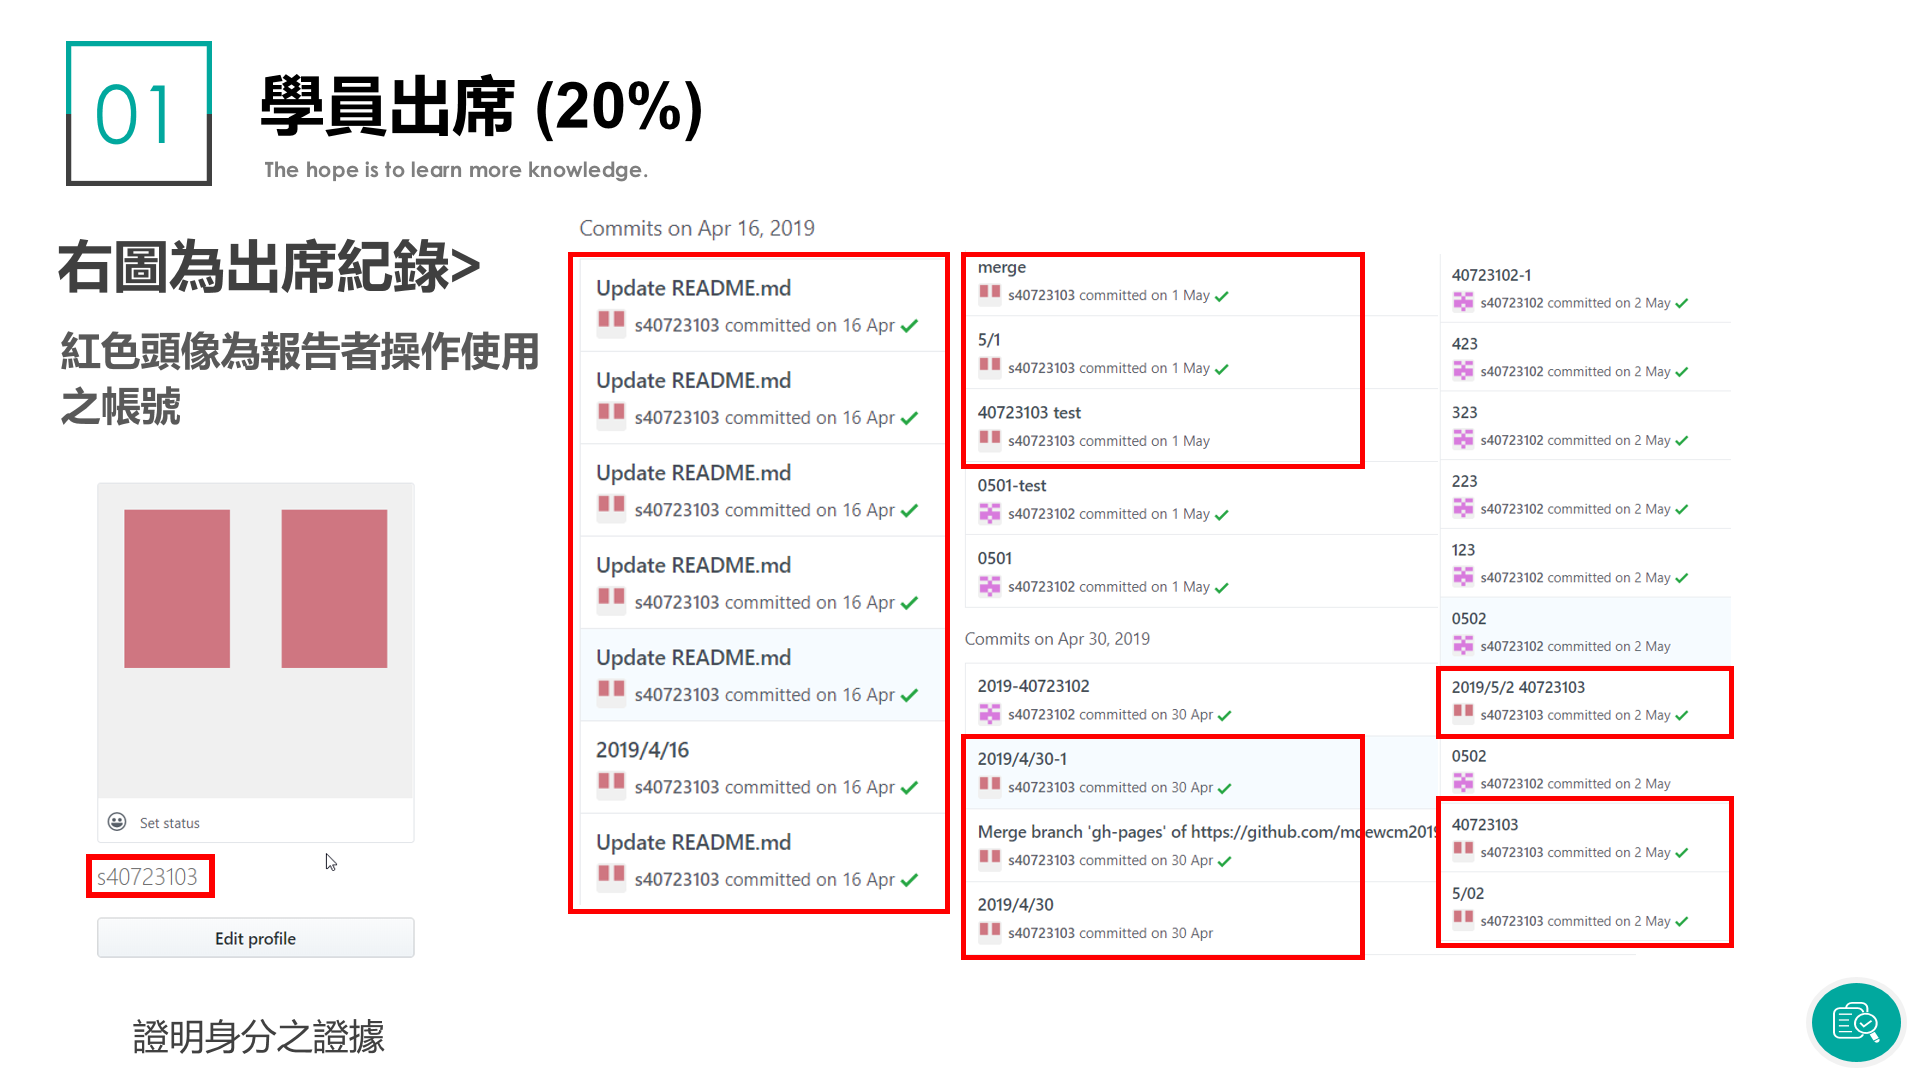 01
學員出席 (20%)
The hope is to learn more knowledge.
右圖為出席紀錄>
紅色頭像為報告者操作使用
之帳號
Set status
s40723103
Edit profile
證明身分之證據
Commits on Apr 16, 2019
Update README.md
s40723103 committed on 16 Apr
Update README.md
s40723103 committed on 16 Apr
Update README.md
s40723103 committed on 16 Apr
Update README.md
s40723103 committed on 16 Apr
Update README.md
s40723103 committed on 16 Apr
2019/4/16
s40723103 committed on 16 Apr
Update README.md
s40723103 committed on 16 Apr
merge
s40723103 committed on 1 May
5/1
s40723103 committed on 1 May
40723103 test
s40723103 committed on 1 May
0501-test
s40723102 committed on 1 May
0501
s40723102 committed on 1 May
Commits on Apr 30, 2019
2019-40723102
s40723102 committed on 30 Apr
2019/4/30-1
s40723103 committed on 30 Apr
Merge branch 'gh-pages' of https://github.com/mdewcm2019
s40723103 committed on 30 Apr
2019/4/30
s40723103 committed on 30 Apr
40723102-1
s40723102 committed on 2 May
423
s40723102 committed on 2 May
323
s40723102 committed on 2 May
223
s40723102 committed on 2 May
123
s40723102 committed on 2 May
0502
s40723102 committed on 2 May
2019/5/2 40723103
s40723103 committed on 2 May
0502
s40723102 committed on 2 May
40723103
s40723103 committed on 2 May
5/02
s40723103 committed on 2 May